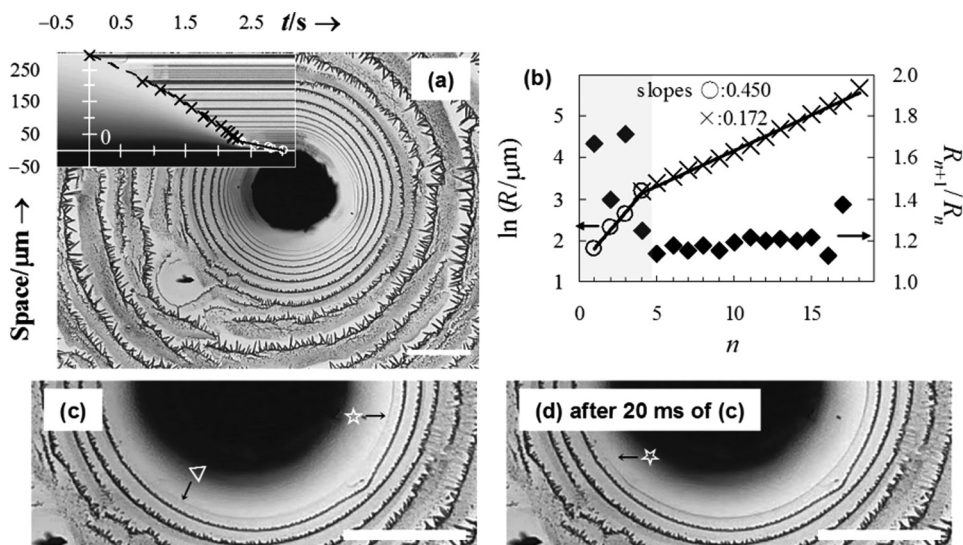 −0.5 0.5 1.5 2.5 t/s →
250
150
50
0
−50
Space/μm →
(a)
(b)
slopes ○:0.450
×:0.172
5
4
3
2
1
ln (R/μm)
2.0
1.8
1.6
1.4
1.2
1.0
Rₙ₊₁/ Rₙ
0 5 10 15
n
(c)
(d) after 20 ms of (c)